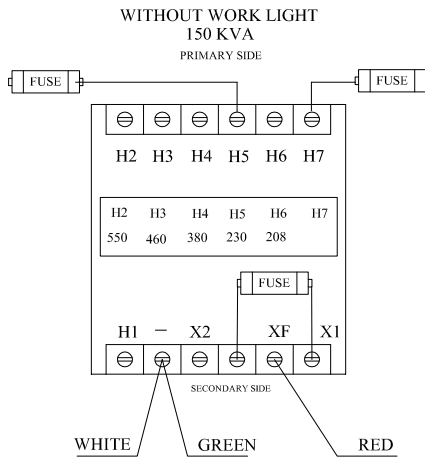 WITHOUT WORK LIGHT
150 KVA
PRIMARY SIDE
FUSE FUSE
H2 H3 H4 H5 H6 H7
H2 H3 H4 H5 H6 H7
550 460 380 230 208
FUSE
H1 – X2 XF X1
SECONDARY SIDE
WHITE GREEN RED